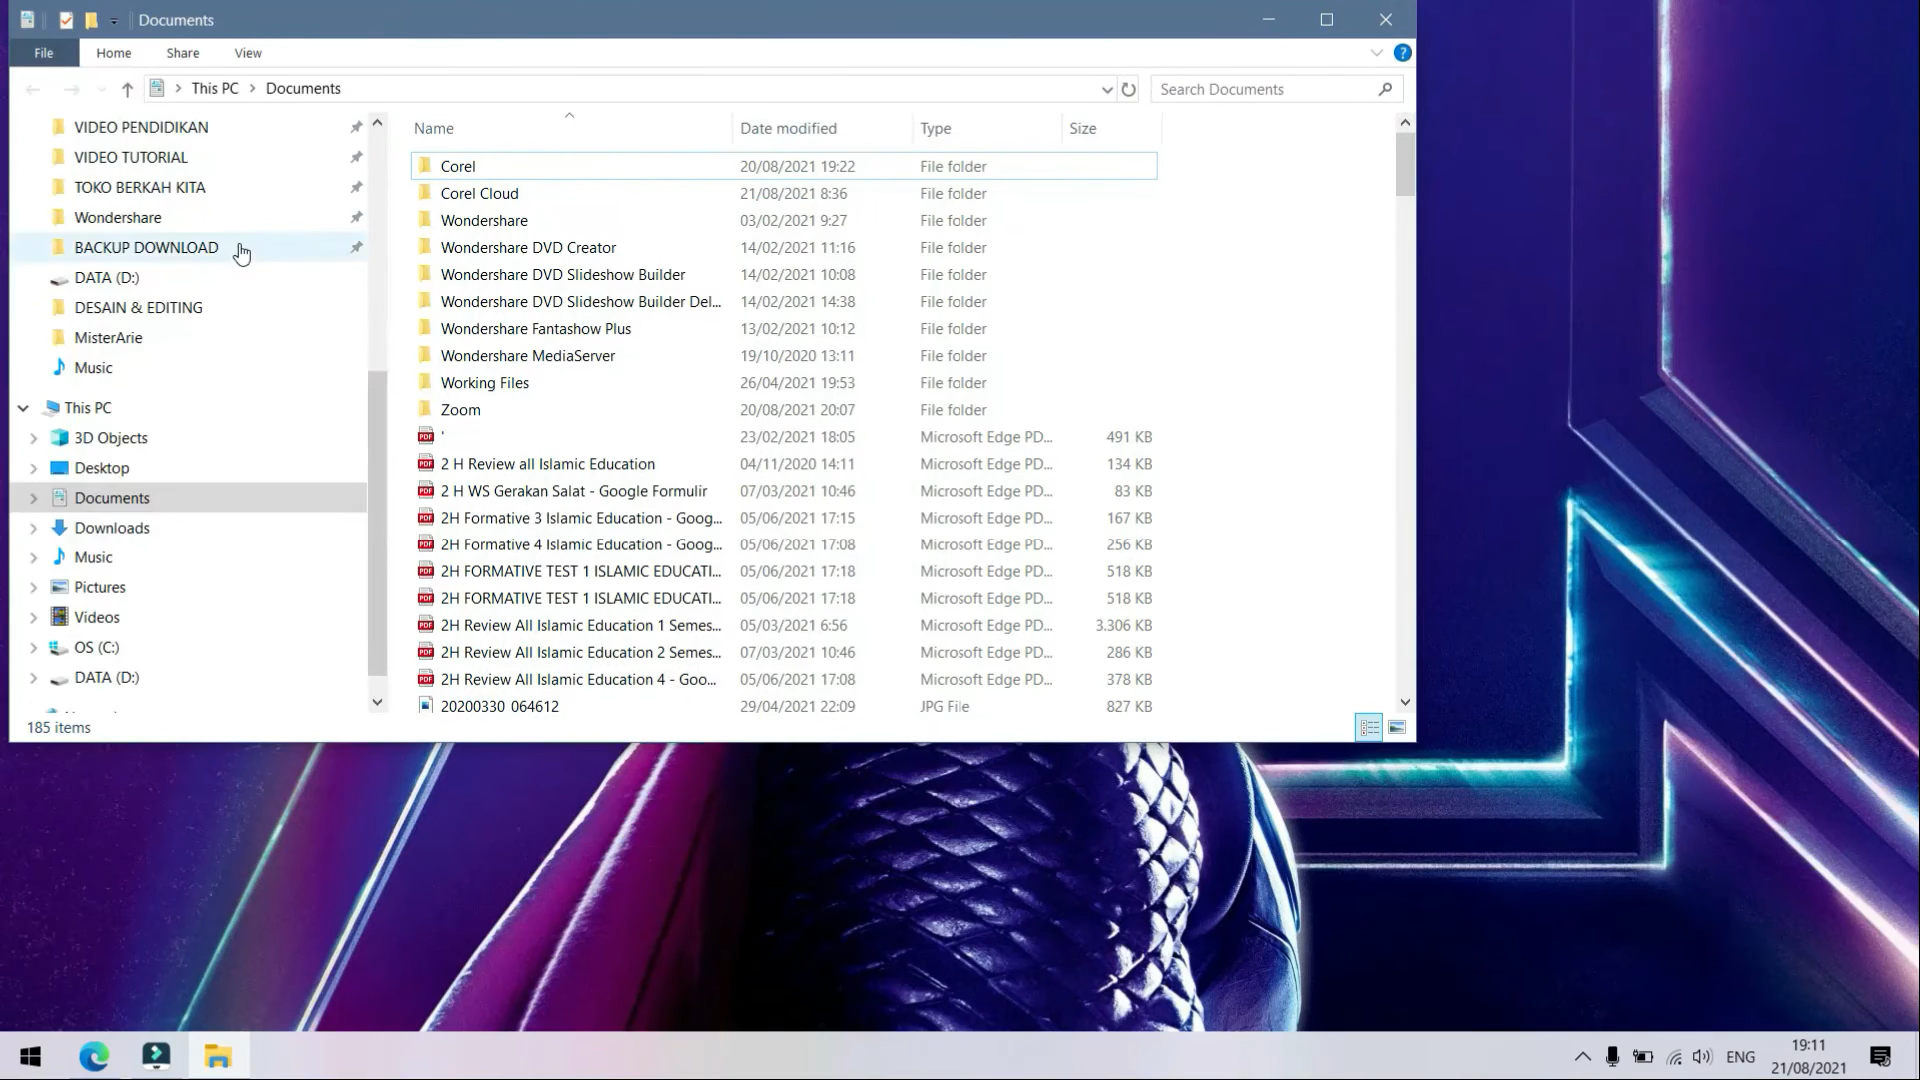 Documents
File Home Share View
This PC > Documents
Search Documents
VIDEO PENDIDIKAN
VIDEO TUTORIAL
TOKO BERKAH KITA
Wondershare
BACKUP DOWNLOAD
DATA (D:)
DESAIN & EDITING
MisterArie
Music
This PC
3D Objects
Desktop
Documents
Downloads
Music
Pictures
Videos
OS (C:)
DATA (D:)
Name Date modified Type Size
Corel 20/08/2021 19:22 File folder
Corel Cloud 21/08/2021 8:36 File folder
Wondershare 03/02/2021 9:27 File folder
Wondershare DVD Creator 14/02/2021 11:16 File folder
Wondershare DVD Slideshow Builder 14/02/2021 10:08 File folder
Wondershare DVD Slideshow Builder Del... 14/02/2021 14:38 File folder
Wondershare Fantashow Plus 13/02/2021 10:12 File folder
Wondershare MediaServer 19/10/2020 13:11 File folder
Working Files 26/04/2021 19:53 File folder
Zoom 20/08/2021 20:07 File folder
' 23/02/2021 18:05 Microsoft Edge PD... 491 KB
2 H Review all Islamic Education 04/11/2020 14:11 Microsoft Edge PD... 134 KB
2 H WS Gerakan Salat - Google Formulir 07/03/2021 10:46 Microsoft Edge PD... 83 KB
2H Formative 3 Islamic Education - Goog... 05/06/2021 17:15 Microsoft Edge PD... 167 KB
2H Formative 4 Islamic Education - Goog... 05/06/2021 17:08 Microsoft Edge PD... 256 KB
2H FORMATIVE TEST 1 ISLAMIC EDUCATI... 05/06/2021 17:18 Microsoft Edge PD... 518 KB
2H FORMATIVE TEST 1 ISLAMIC EDUCATI... 05/06/2021 17:18 Microsoft Edge PD... 518 KB
2H Review All Islamic Education 1 Semes... 05/03/2021 6:56 Microsoft Edge PD... 3.306 KB
2H Review All Islamic Education 2 Semes... 07/03/2021 10:46 Microsoft Edge PD... 286 KB
2H Review All Islamic Education 4 - Goo... 05/06/2021 17:08 Microsoft Edge PD... 378 KB
20200330_064612 29/04/2021 22:09 JPG File 827 KB
185 items
ENG
19:11
21/08/2021